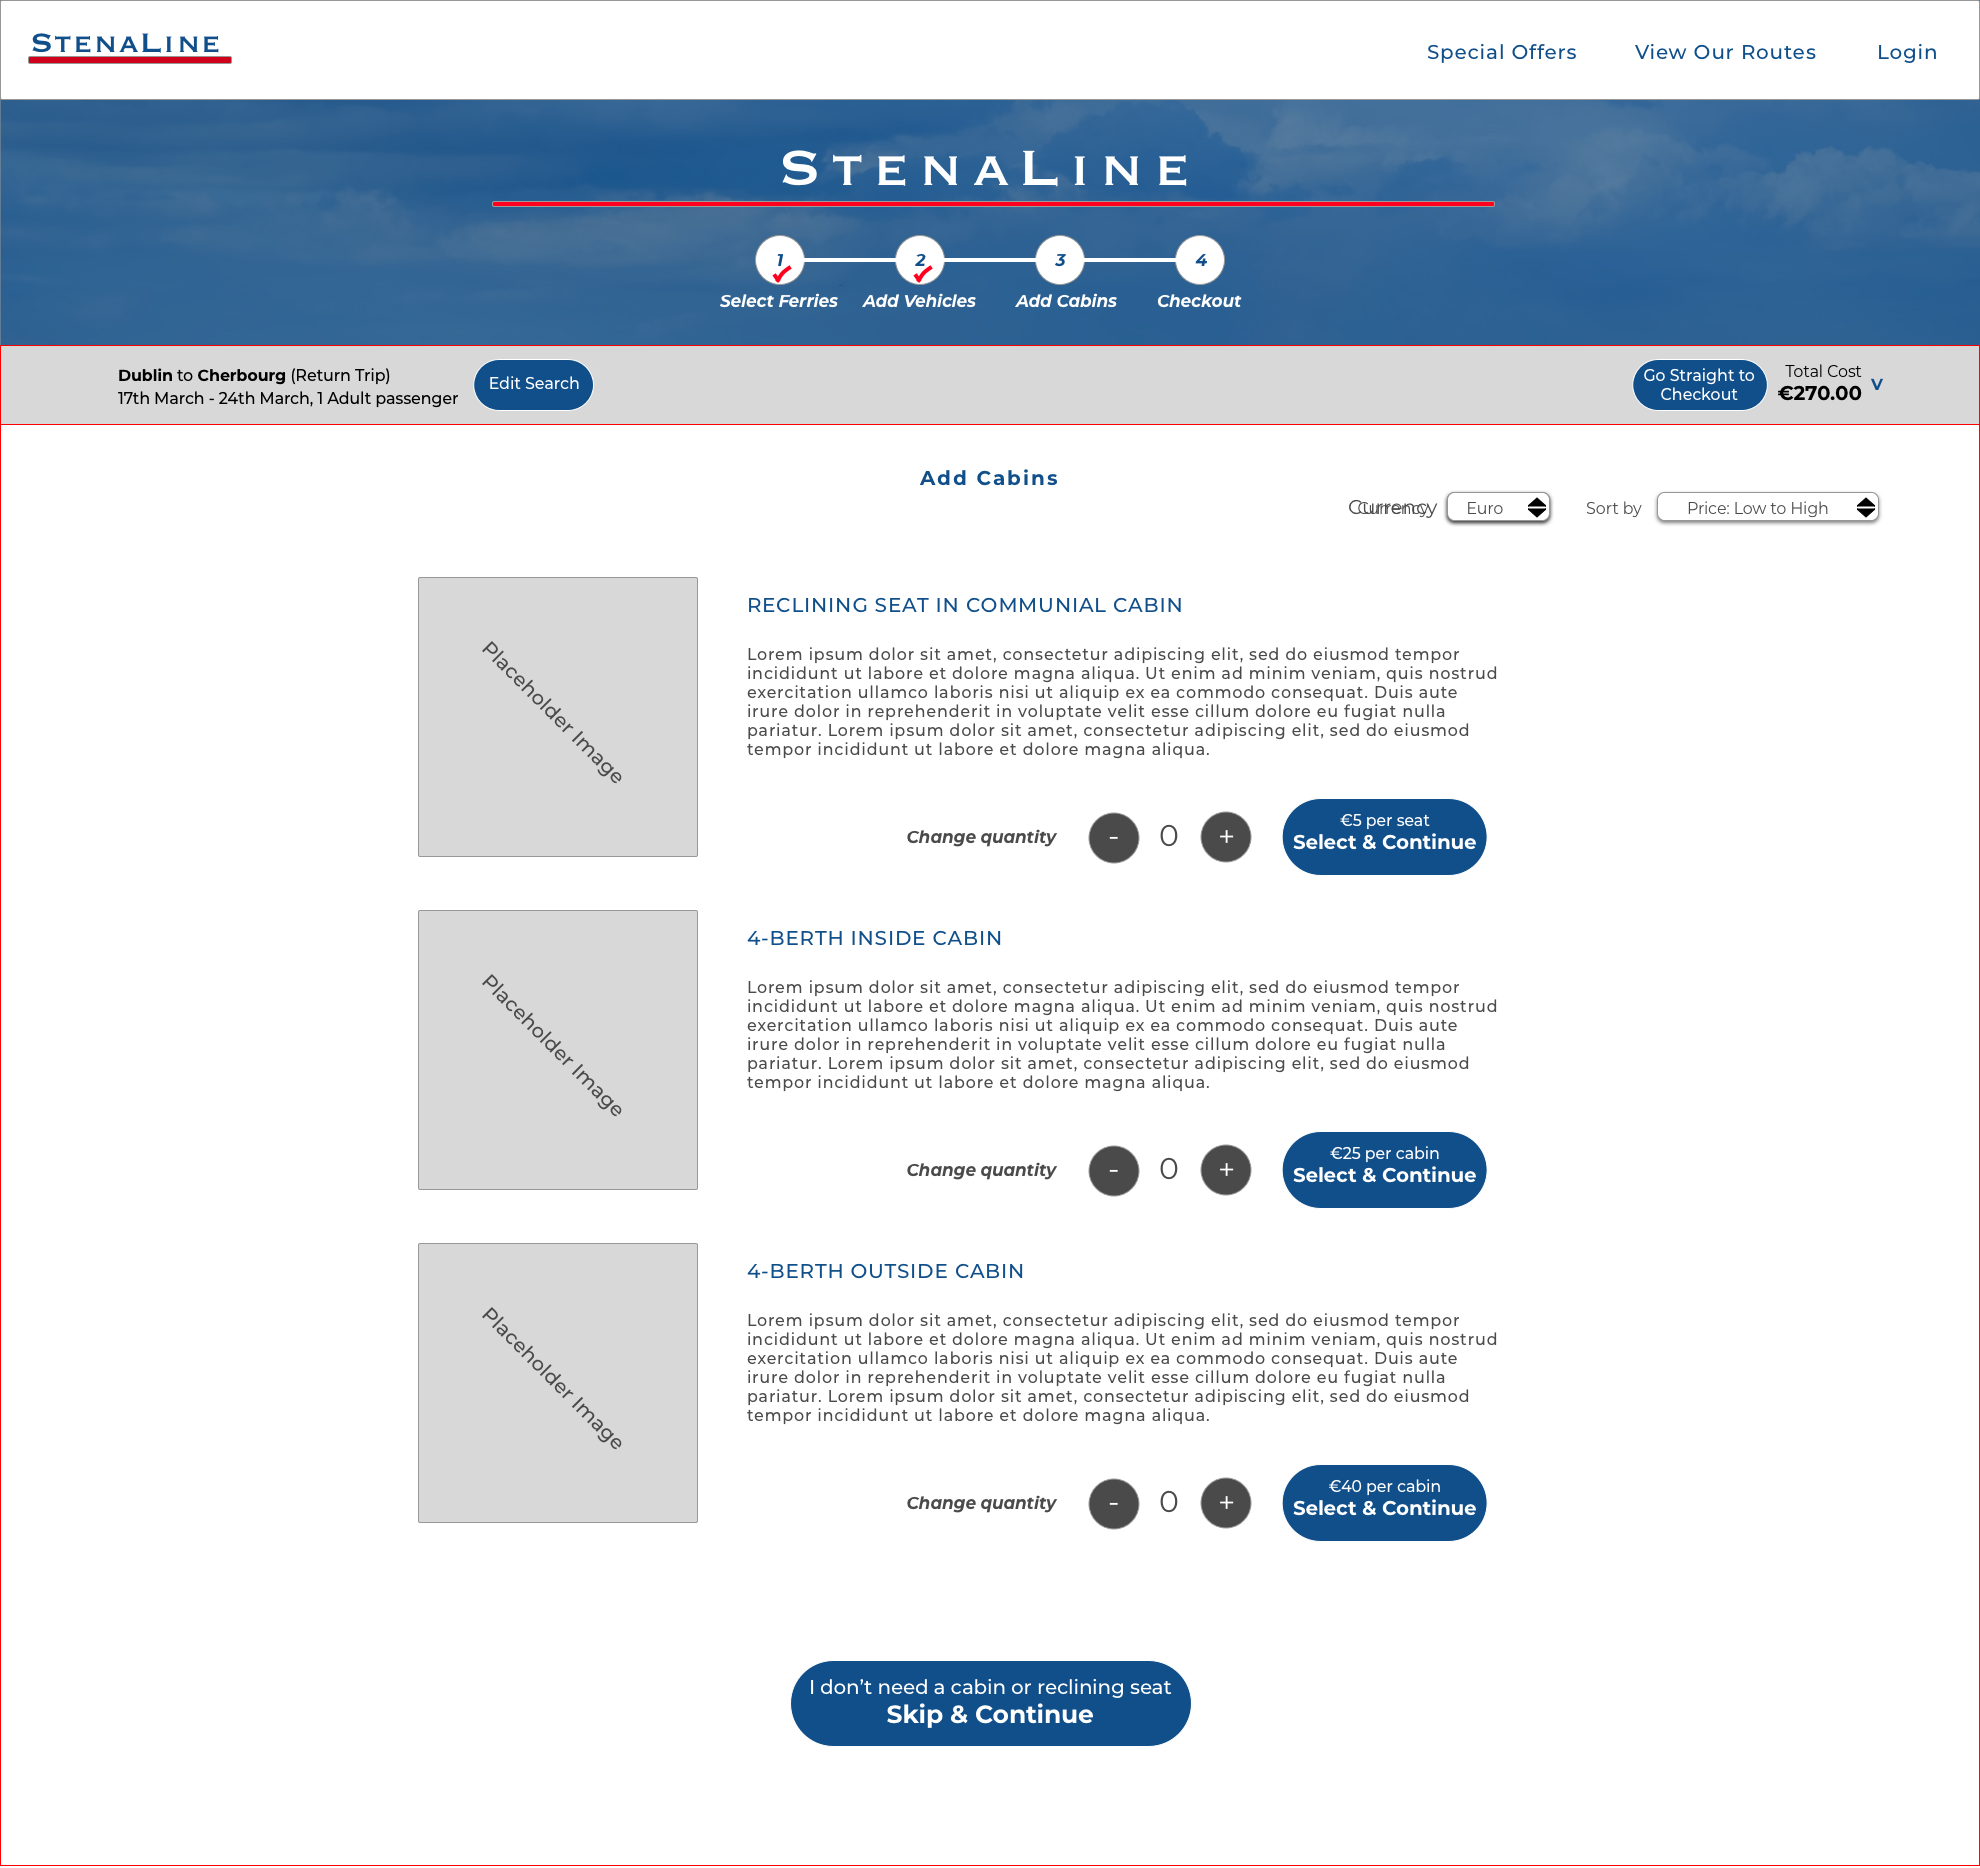 STENALINE
Special Offers View Our Routes Login
STENALINE
1 2 3 4
Select Ferries Add Vehicles Add Cabins Checkout
Dublin to Cherbourg (Return Trip)
17th March - 24th March, 1 Adult passenger
Edit Search
Go Straight to
Checkout
Total Cost
€270.00
V
Add Cabins
Currency
Currency
Euro
Sort by
Price: Low to High
Placeholder Image
RECLINING SEAT IN COMMUNIAL CABIN
Lorem ipsum dolor sit amet, consectetur adipiscing elit, sed do eiusmod tempor
incididunt ut labore et dolore magna aliqua. Ut enim ad minim veniam, quis nostrud
exercitation ullamco laboris nisi ut aliquip ex ea commodo consequat. Duis aute
irure dolor in reprehenderit in voluptate velit esse cillum dolore eu fugiat nulla
pariatur. Lorem ipsum dolor sit amet, consectetur adipiscing elit, sed do eiusmod
tempor incididunt ut labore et dolore magna aliqua.
Change quantity - 0 +
€5 per seat
Select & Continue
Placeholder Image
4-BERTH INSIDE CABIN
Lorem ipsum dolor sit amet, consectetur adipiscing elit, sed do eiusmod tempor
incididunt ut labore et dolore magna aliqua. Ut enim ad minim veniam, quis nostrud
exercitation ullamco laboris nisi ut aliquip ex ea commodo consequat. Duis aute
irure dolor in reprehenderit in voluptate velit esse cillum dolore eu fugiat nulla
pariatur. Lorem ipsum dolor sit amet, consectetur adipiscing elit, sed do eiusmod
tempor incididunt ut labore et dolore magna aliqua.
Change quantity - 0 +
€25 per cabin
Select & Continue
Placeholder Image
4-BERTH OUTSIDE CABIN
Lorem ipsum dolor sit amet, consectetur adipiscing elit, sed do eiusmod tempor
incididunt ut labore et dolore magna aliqua. Ut enim ad minim veniam, quis nostrud
exercitation ullamco laboris nisi ut aliquip ex ea commodo consequat. Duis aute
irure dolor in reprehenderit in voluptate velit esse cillum dolore eu fugiat nulla
pariatur. Lorem ipsum dolor sit amet, consectetur adipiscing elit, sed do eiusmod
tempor incididunt ut labore et dolore magna aliqua.
Change quantity - 0 +
€40 per cabin
Select & Continue
I don’t need a cabin or reclining seat
Skip & Continue